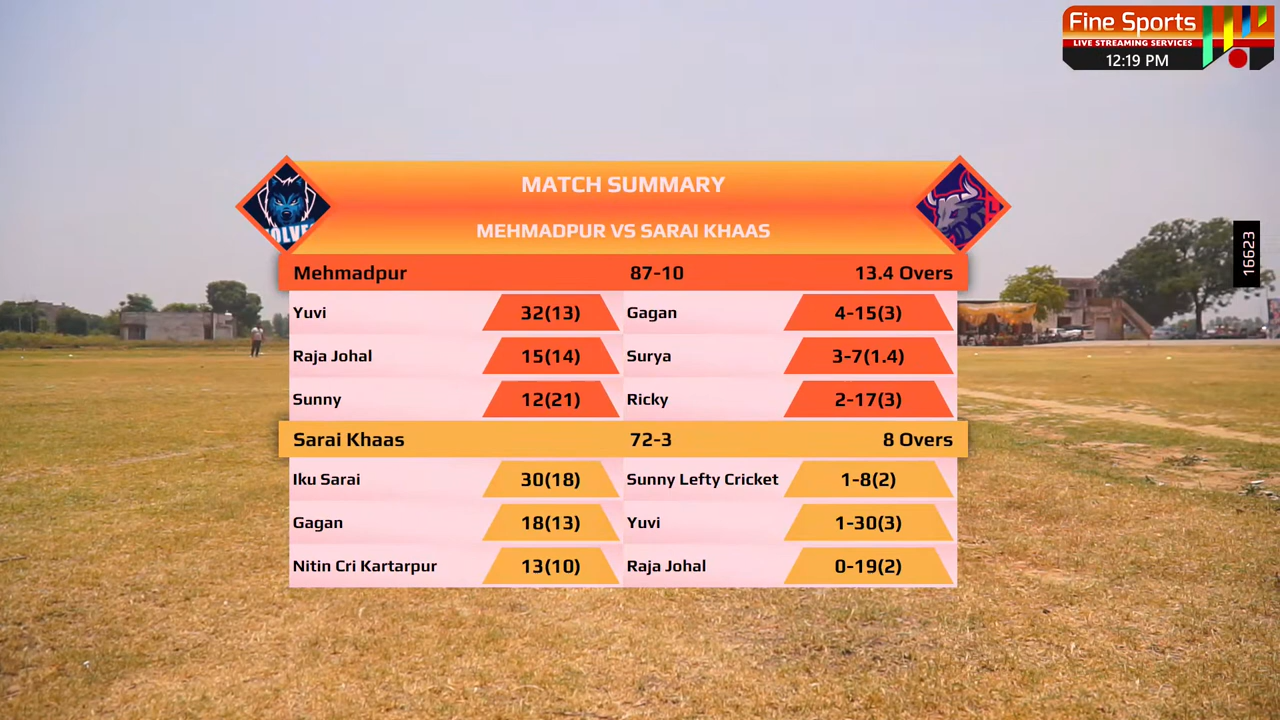 Fine Sports
LIVE STREAMING SERVICES
12:19 PM
MATCH SUMMARY
MEHMADPUR VS SARAI KHAAS
Mehmadpur 87-10 13.4 Overs
Yuvi 32(13) Gagan 4-15(3)
Raja Johal 15(14) Surya 3-7(1.4)
Sunny 12(21) Ricky 2-17(3)
Sarai Khaas 72-3 8 Overs
Iku Sarai 30(18) Sunny Lefty Cricket 1-8(2)
Gagan 18(13) Yuvi 1-30(3)
Nitin Cri Kartarpur 13(10) Raja Johal 0-19(2)
16623